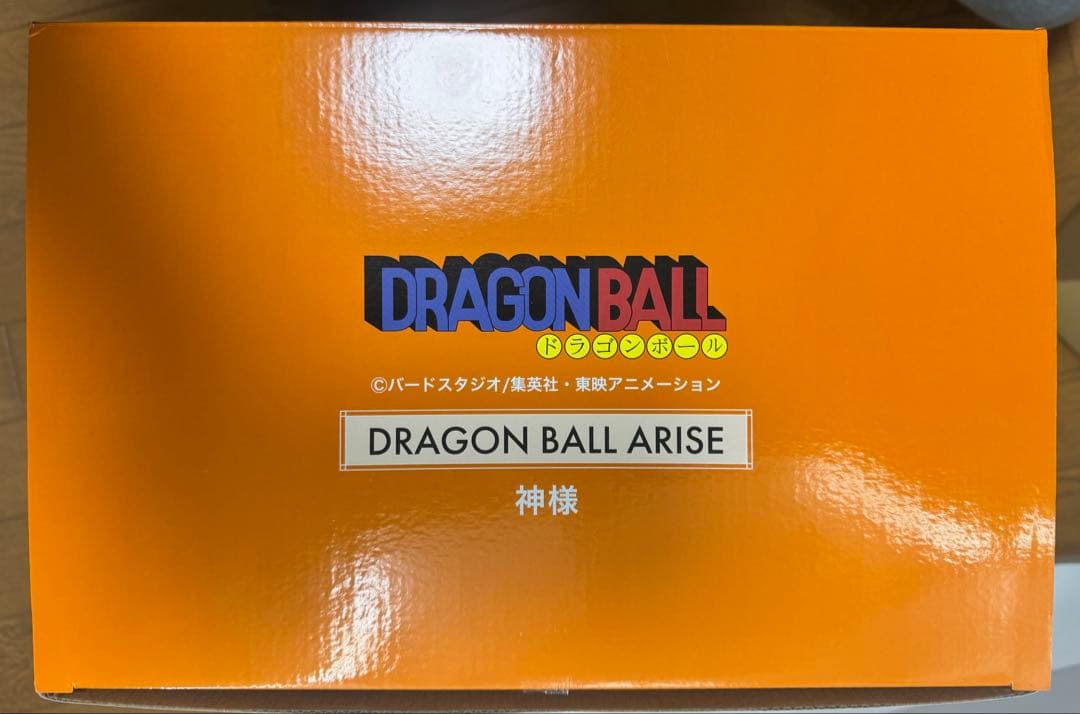 DRAGON BALL
ドラゴンボール
©バードスタジオ/集英社・東映アニメーション
DRAGON BALL ARISE
神様